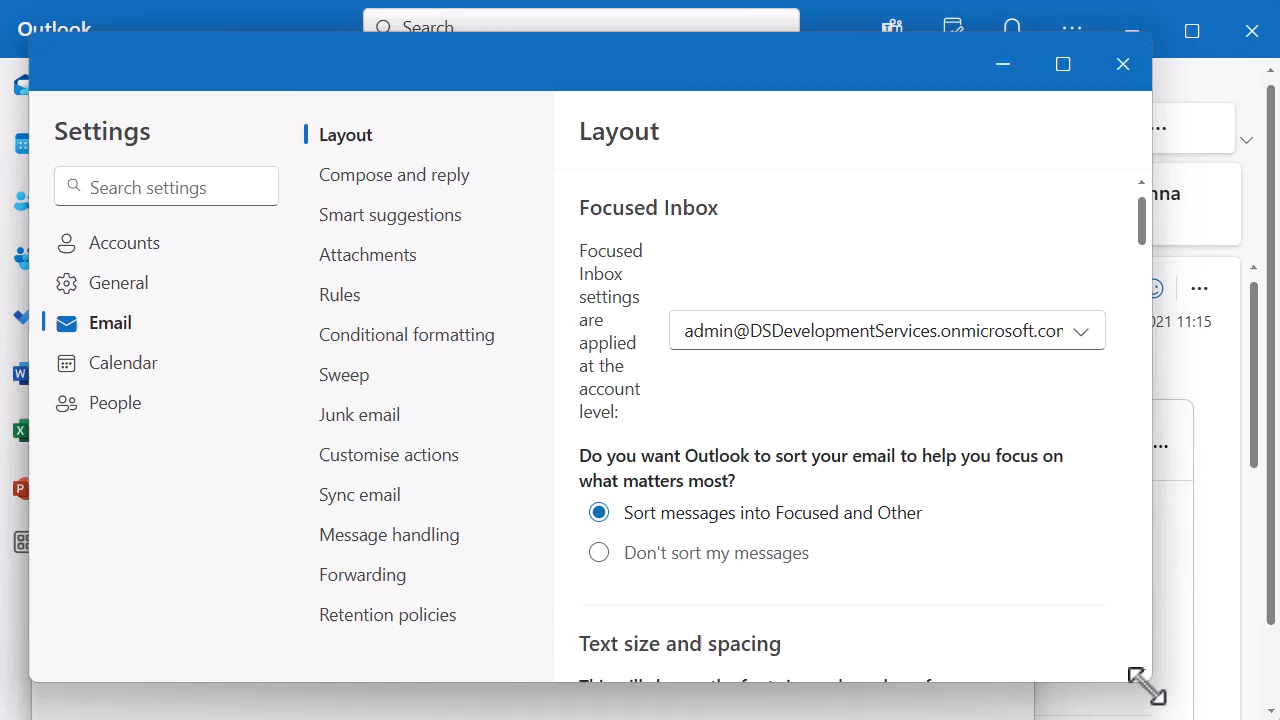 Outlook
Search
Settings
Search settings
Accounts
General
Email
Calendar
People
Layout
Compose and reply
Smart suggestions
Attachments
Rules
Conditional formatting
Sweep
Junk email
Customise actions
Sync email
Message handling
Forwarding
Retention policies
Layout
Focused Inbox
Focused
Inbox
settings
are
applied
at the
account
level:
admin@DSDevelopmentServices.onmicrosoft.com
Do you want Outlook to sort your email to help you focus on
what matters most?
Sort messages into Focused and Other
Don't sort my messages
Text size and spacing
nna
021 11:15